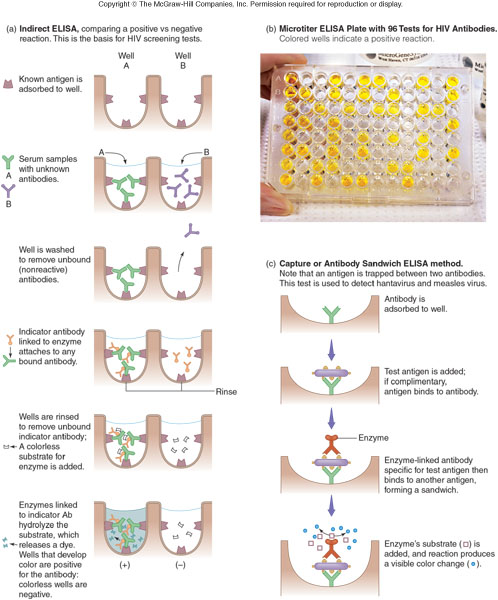 Copyright © The McGraw-Hill Companies, Inc. Permission required for reproduction or display.
(a) Indirect ELISA, comparing a positive vs negative
reaction. This is the basis for HIV screening tests.
Well
A
Well
B
Known antigen is
adsorbed to well.
A
B
Serum samples
with unknown
antibodies.
A
B
Well is washed
to remove unbound
(nonreactive)
antibodies.
Indicator antibody
linked to enzyme
attaches to any
bound antibody.
Rinse
Wells are rinsed
to remove unbound
indicator antibody;
A colorless
substrate for
enzyme is added.
Enzymes linked
to indicator Ab
hydrolyze the
substrate, which
releases a dye.
Wells that develop
color are positive
for the antibody:
colorless wells are
negative.
(+)
(–)
(b) Microtiter ELISA Plate with 96 Tests for HIV Antibodies.
Colored wells indicate a positive reaction.
(c) Capture or Antibody Sandwich ELISA method.
Note that an antigen is trapped between two antibodies.
This test is used to detect hantavirus and measles virus.
Antibody is
adsorbed to well.
Test antigen is added;
if complimentary,
antigen binds to antibody.
Enzyme
Enzyme-linked antibody
specific for test antigen then
binds to another antigen,
forming a sandwich.
Enzyme's substrate (□) is
added, and reaction produces
a visible color change (●).